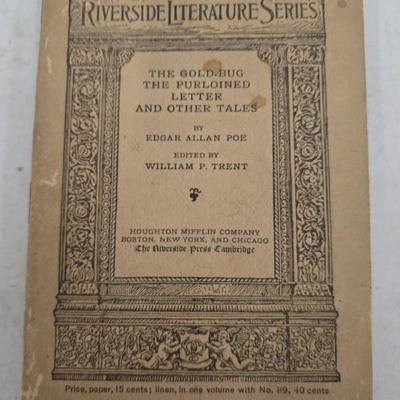 RIVERSIDE LITERATURE SERIES
THE GOLD-BUG
THE PURLOINED
LETTER
AND OTHER TALES
BY
EDGAR ALLAN POE
EDITED BY
WILLIAM P. TRENT
HOUGHTON MIFFLIN COMPANY
BOSTON, NEW YORK, AND CHICAGO
The Riverside Press Cambridge
Price, paper, 15 cents; linen, in one volume with No. 119, 40 cents